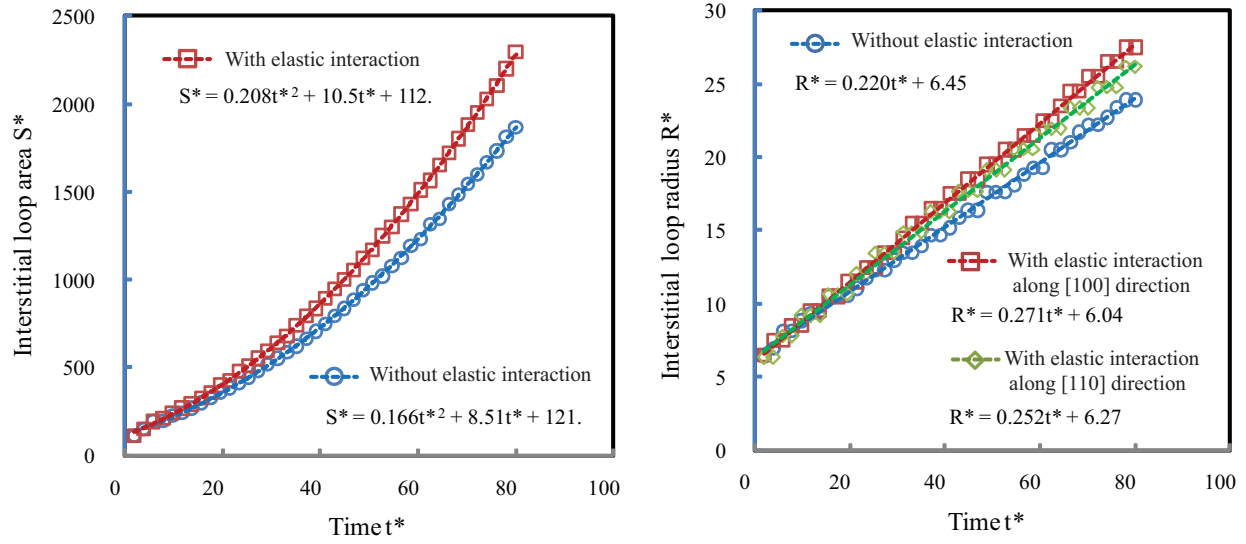 2500
2000
1500
1000
500
0
0
20
40
60
80
100
Interstitial loop area S*
Time t*
With elastic interaction
S* = 0.208t*² + 10.5t* + 112.
Without elastic interaction
S* = 0.166t*² + 8.51t* + 121.
30
25
20
15
10
5
0
0
20
40
60
80
100
Interstitial loop radius R*
Time t*
Without elastic interaction
R* = 0.220t* + 6.45
With elastic interaction
along [100] direction
R* = 0.271t* + 6.04
With elastic interaction
along [110] direction
R* = 0.252t* + 6.27